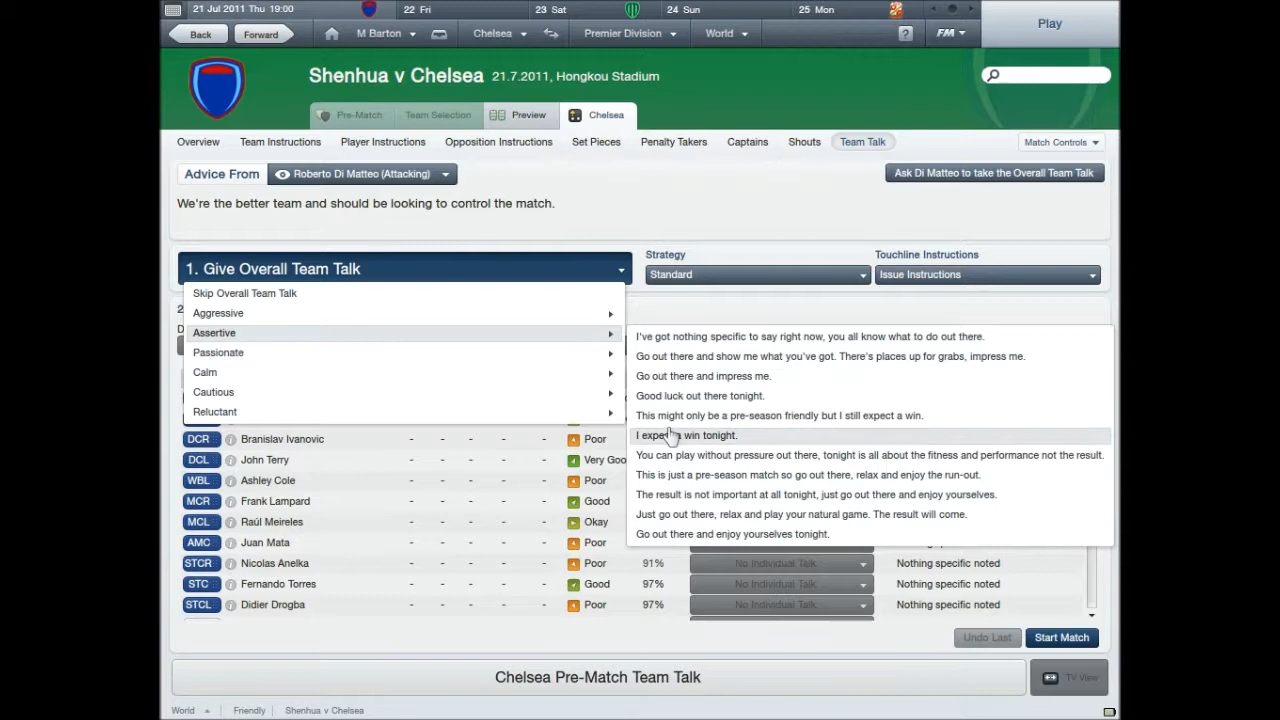 21 Jul 2011 Thu 19:00
22 Fri
23 Sat
24 Sun
25 Mon
Back
Forward
M Barton
Chelsea
Premier Division
World
?
FM
Play
Shenhua v Chelsea 21.7.2011, Hongkou Stadium
Pre-Match
Team Selection
Preview
Chelsea
Overview
Team Instructions
Player Instructions
Opposition Instructions
Set Pieces
Penalty Takers
Captains
Shouts
Team Talk
Match Controls
Advice From
Roberto Di Matteo (Attacking)
Ask Di Matteo to take the Overall Team Talk
We're the better team and should be looking to control the match.
1. Give Overall Team Talk
Strategy
Standard
Touchline Instructions
Issue Instructions
Skip Overall Team Talk
Aggressive
Assertive
Passionate
Calm
Cautious
Reluctant
I've got nothing specific to say right now, you all know what to do out there.
Go out there and show me what you've got. There's places up for grabs, impress me.
Go out there and impress me.
Good luck out there tonight.
This might only be a pre-season friendly but I still expect a win.
I expect a win tonight.
You can play without pressure out there, tonight is all about the fitness and performance not the result.
This is just a pre-season match so go out there, relax and enjoy the run-out.
The result is not important at all tonight, just go out there and enjoy yourselves.
Just go out there, relax and play your natural game. The result will come.
Go out there and enjoy yourselves tonight.
DCR Branislav Ivanovic - - - - - Poor
DCL John Terry - - - - - Very Goo
WBL Ashley Cole - - - - - Poor
MCR Frank Lampard - - - - - Good
MCL Raúl Meireles - - - - - Okay
AMC Juan Mata - - - - - Poor
STCR Nicolas Anelka - - - - - Poor 91% No Individual Talk... Nothing specific noted
STC Fernando Torres - - - - - Good 97% No Individual Talk... Nothing specific noted
STCL Didier Drogba - - - - - Poor 97% No Individual Talk... Nothing specific noted
Undo Last
Start Match
Chelsea Pre-Match Team Talk
TV View
World
Friendly
Shenhua v Chelsea